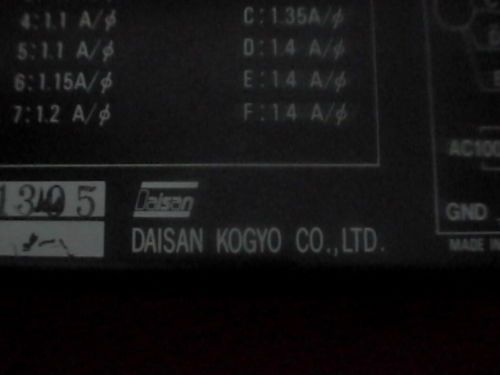 4:1.1 A/ϕ
C:1.35A/ϕ
5:1.1 A/ϕ
D:1.4 A/ϕ
6:1.15A/ϕ
E:1.4 A/ϕ
7:1.2 A/ϕ
F:1.4 A/ϕ
AC100
Daisan
GND
DAISAN KOGYO CO.,LTD.
MADE IN